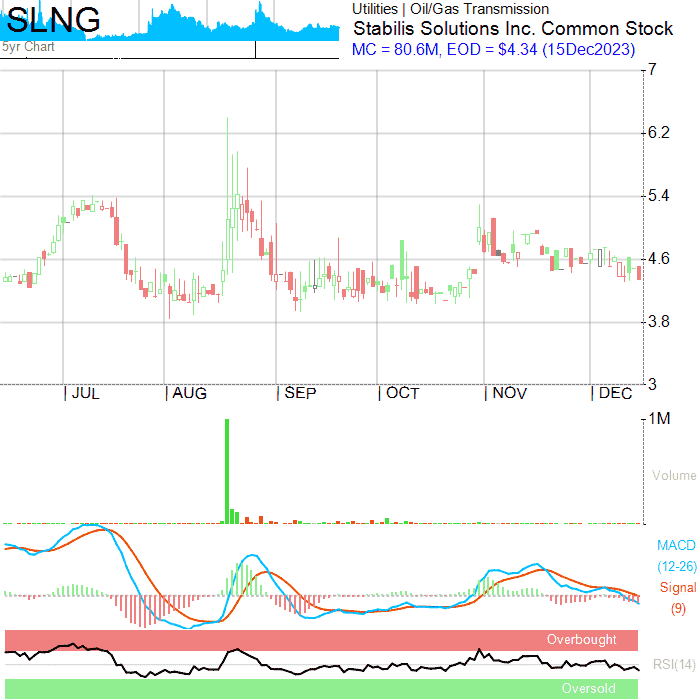 SLNG
5yr Chart
Utilities | Oil/Gas Transmission
Stabilis Solutions Inc. Common Stock
MC = 80.6M, EOD = $4.34 (15Dec2023)
7
6.2
5.4
4.6
3.8
3
| JUL | AUG | SEP | OCT | NOV | DEC
1M
Volume
MACD
(12-26)
Signal
(9)
Overbought
RSI(14)
Oversold